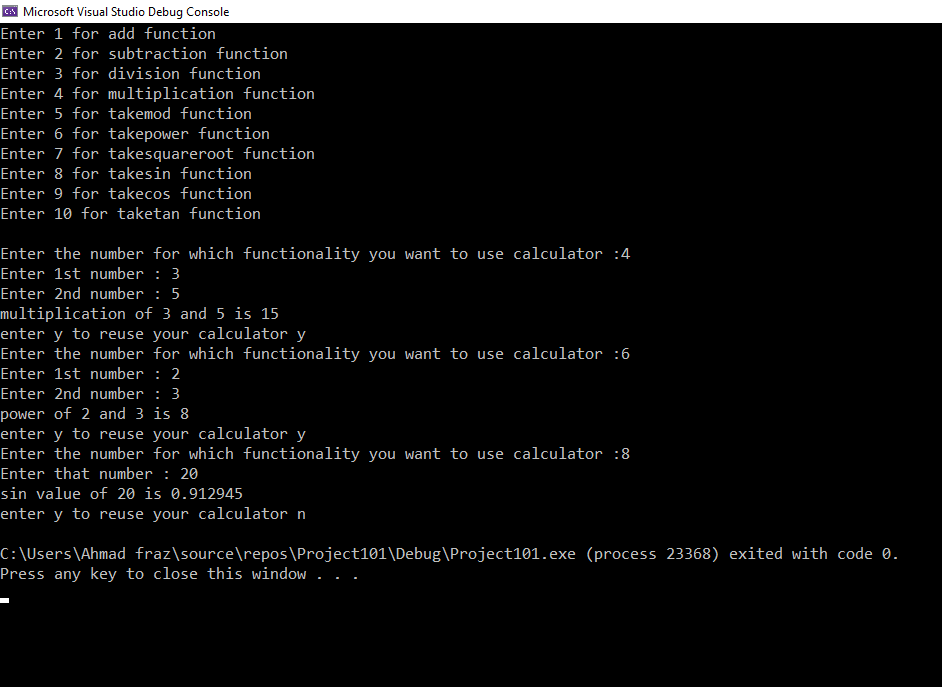 Microsoft Visual Studio Debug Console
Enter 1 for add function
Enter 2 for subtraction function
Enter 3 for division function
Enter 4 for multiplication function
Enter 5 for takemod function
Enter 6 for takepower function
Enter 7 for takesquareroot function
Enter 8 for takesin function
Enter 9 for takecos function
Enter 10 for taketan function
Enter the number for which functionality you want to use calculator :4
Enter 1st number : 3
Enter 2nd number : 5
multiplication of 3 and 5 is 15
enter y to reuse your calculator y
Enter the number for which functionality you want to use calculator :6
Enter 1st number : 2
Enter 2nd number : 3
power of 2 and 3 is 8
enter y to reuse your calculator y
Enter the number for which functionality you want to use calculator :8
Enter that number : 20
sin value of 20 is 0.912945
enter y to reuse your calculator n
C:\Users\Ahmad fraz\source\repos\Project101\Debug\Project101.exe (process 23368) exited with code 0.
Press any key to close this window . . .